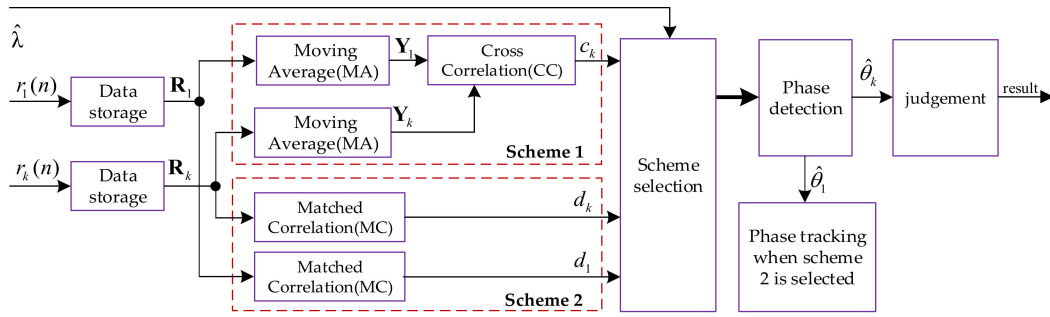 λ̂
r₁(n)
Data
storage
R₁
rₖ(n)
Data
storage
Rₖ
Moving
Average(MA)
Y₁
Cross
Correlation(CC)
cₖ
Moving
Average(MA)
Yₖ
Scheme 1
Matched
Correlation(MC)
dₖ
Matched
Correlation(MC)
d₁
Scheme 2
Scheme
selection
Phase
detection
θ̂ₖ
judgement
result
θ̂₁
Phase tracking
when scheme
2 is selected